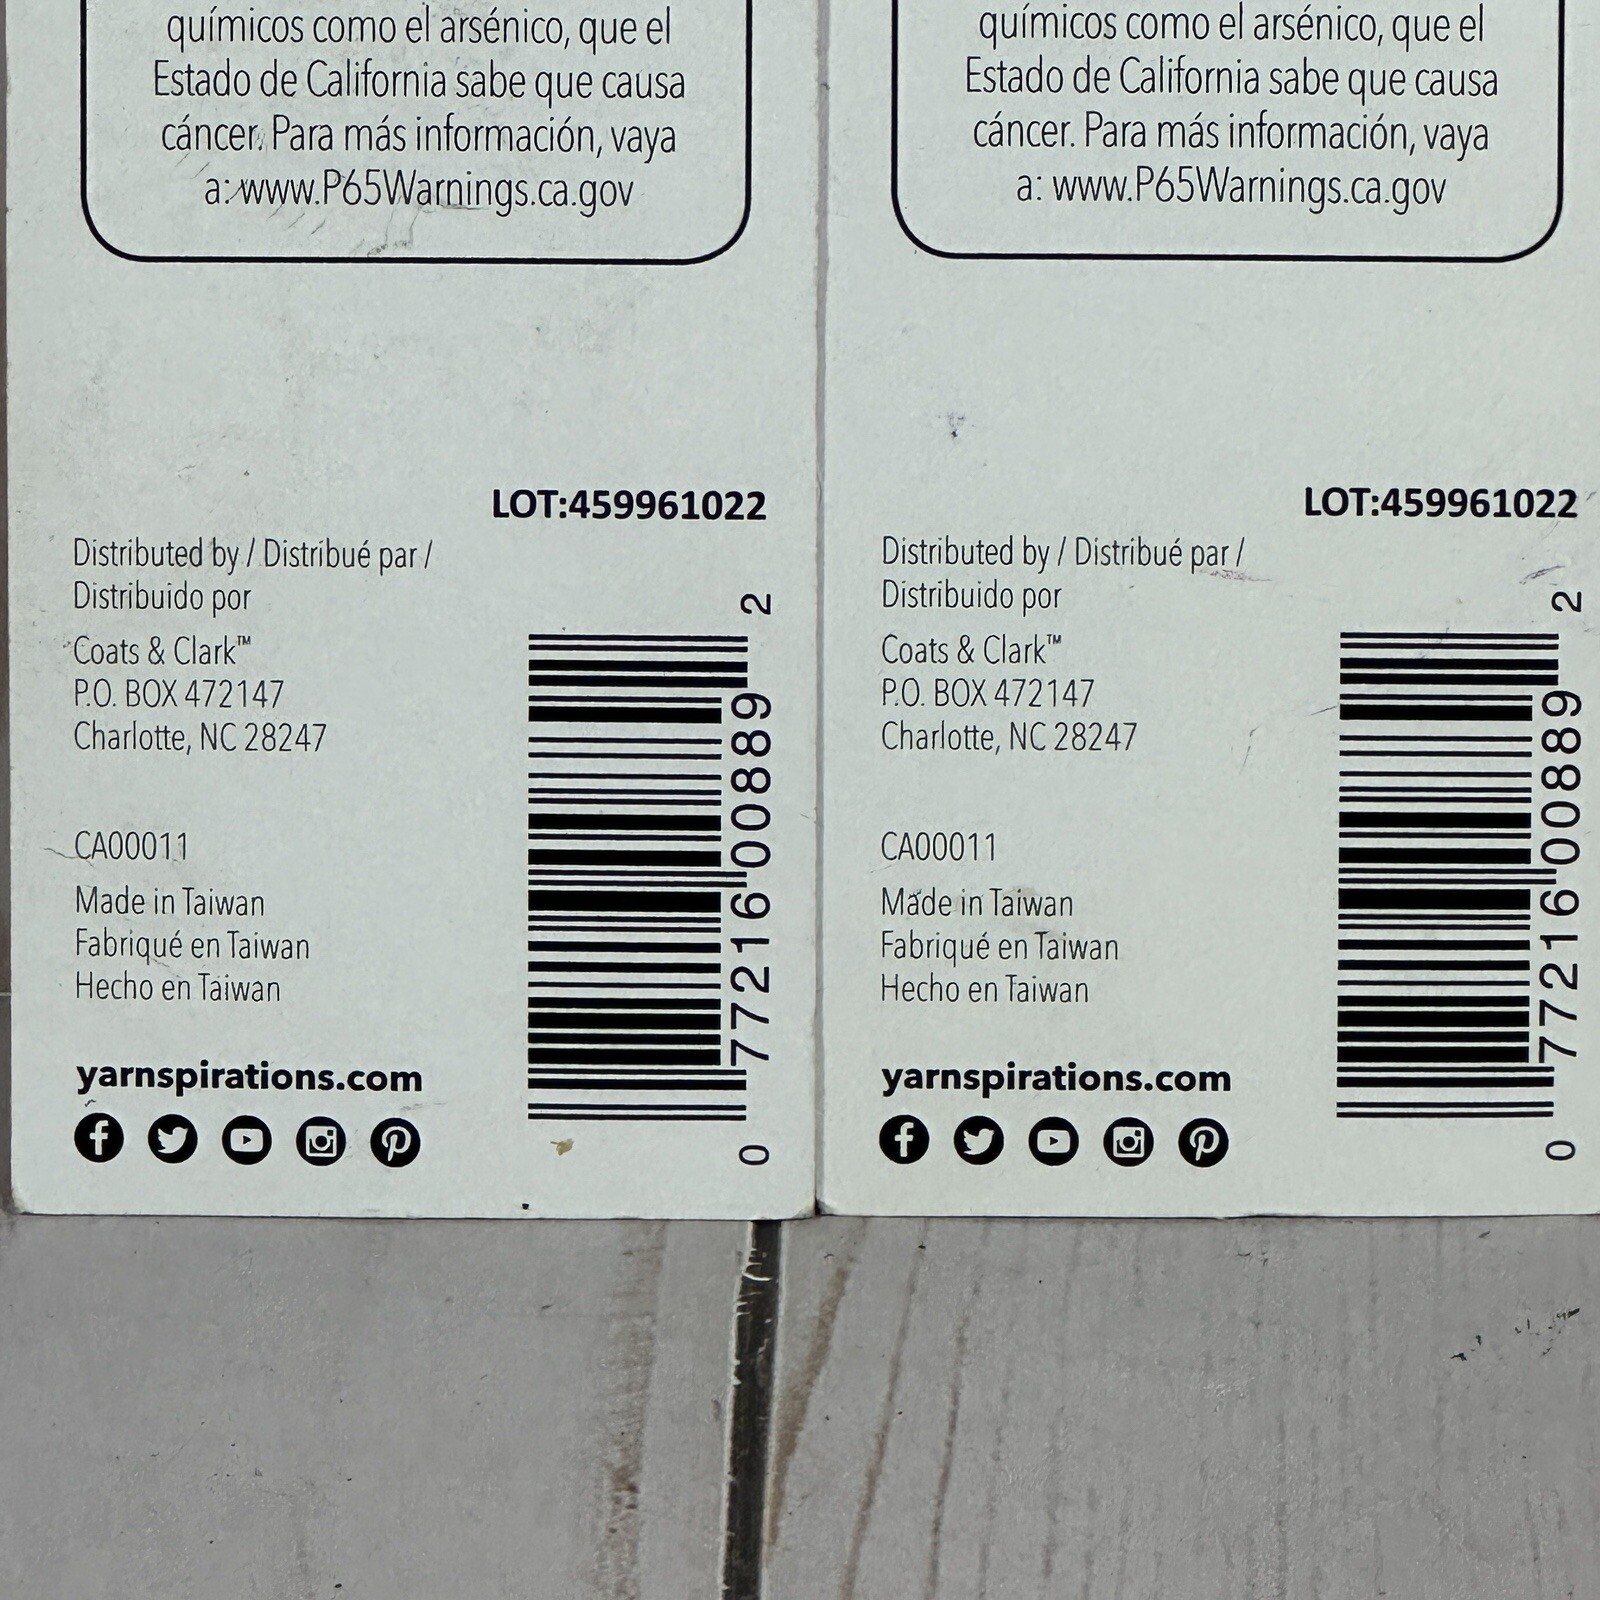 químicos como el arsénico, que el
Estado de California sabe que causa
cáncer. Para más información, vaya
a: www.P65Warnings.ca.gov
LOT:459961022
Distributed by / Distribué par /
Distribuido por
Coats & Clark™
P.O. BOX 472147
Charlotte, NC 28247
CA00011
Made in Taiwan
Fabriqué en Taiwan
Hecho en Taiwan
yarnspirations.com
0 77216 00889 2
químicos como el arsénico, que el
Estado de California sabe que causa
cáncer. Para más información, vaya
a: www.P65Warnings.ca.gov
LOT:459961022
Distributed by / Distribué par /
Distribuido por
Coats & Clark™
P.O. BOX 472147
Charlotte, NC 28247
CA00011
Made in Taiwan
Fabriqué en Taiwan
Hecho en Taiwan
yarnspirations.com
0 77216 00889 2